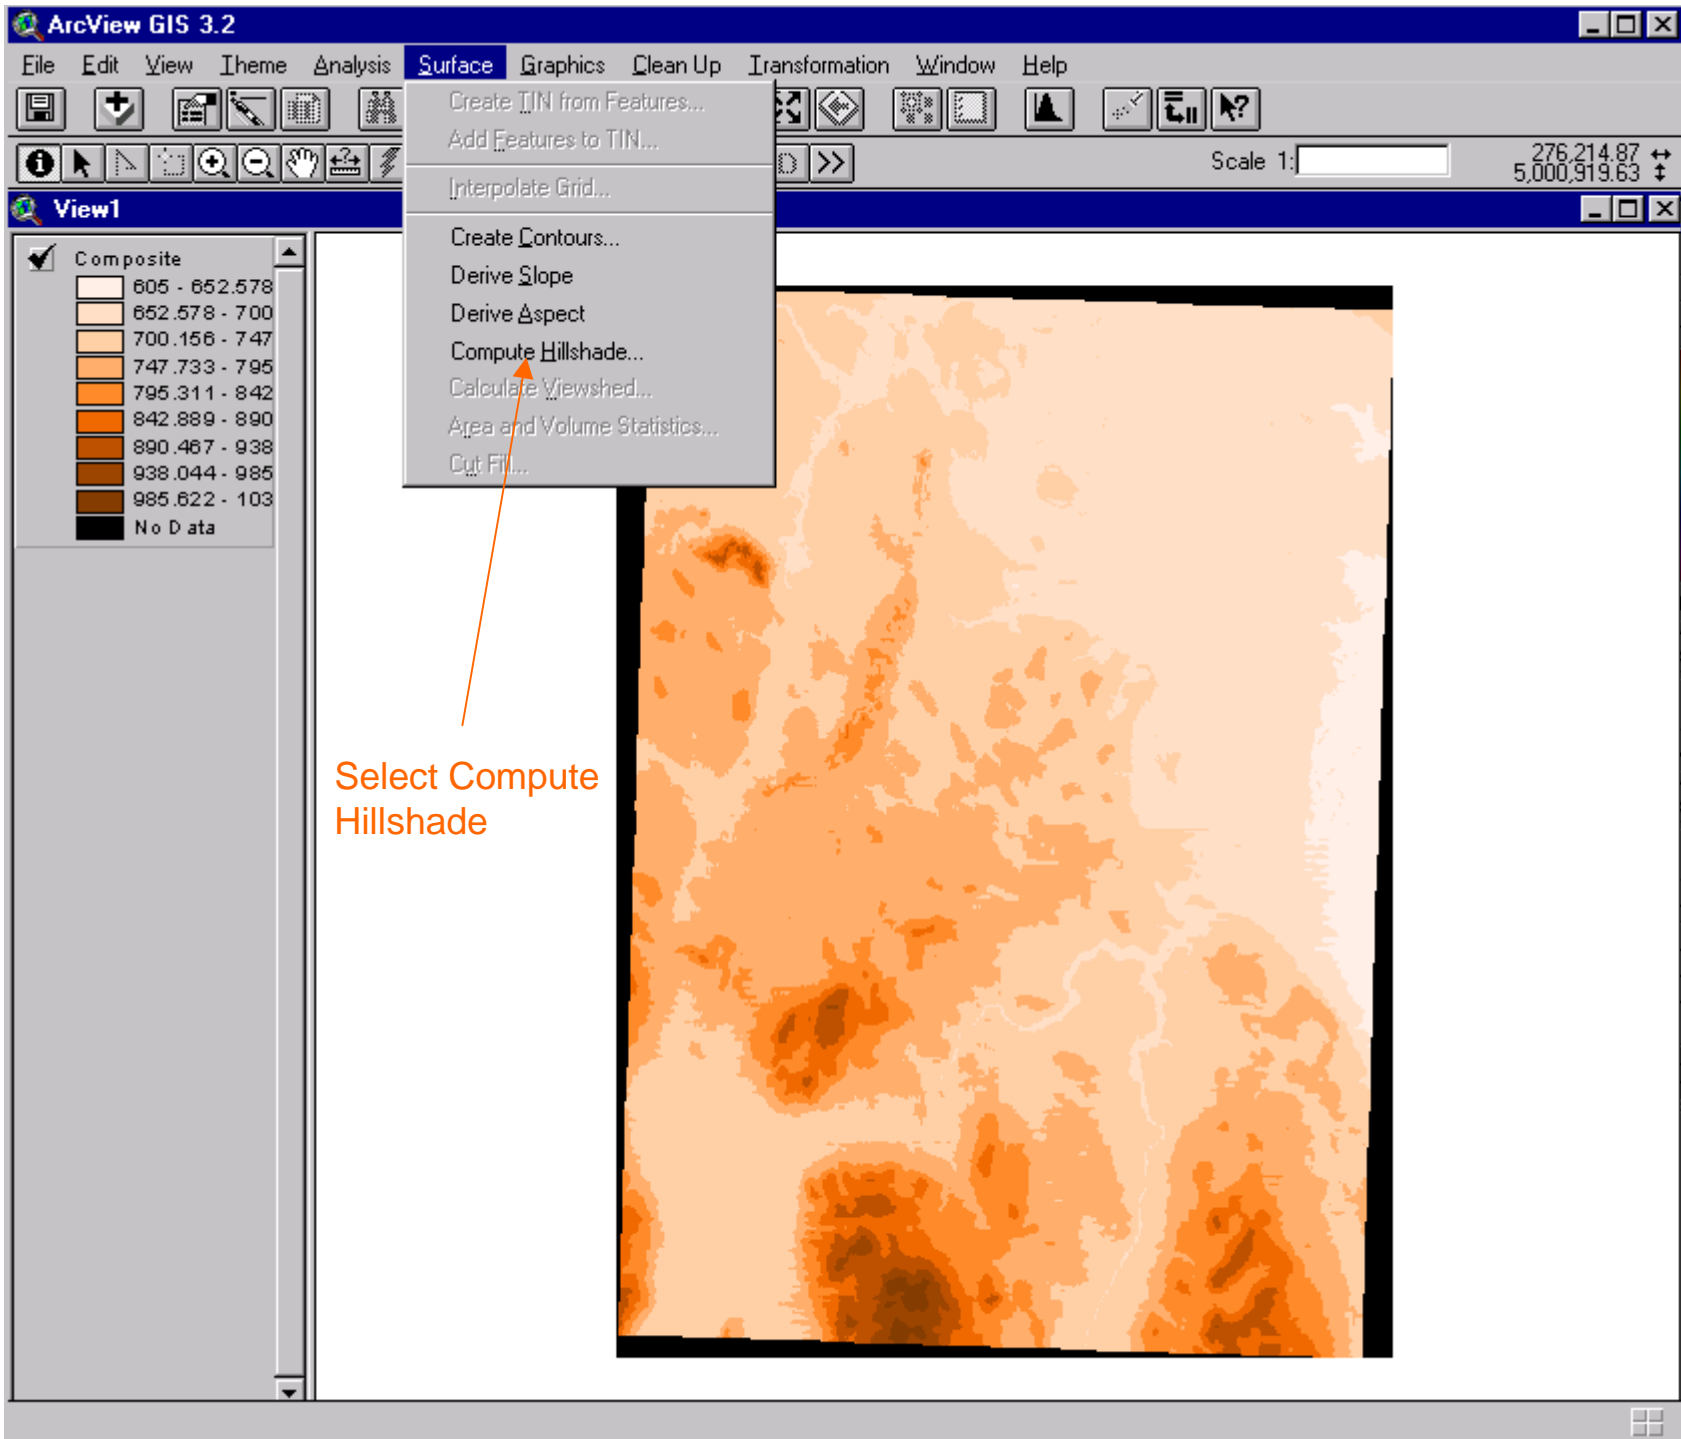 ArcView GIS 3.2
File Edit View Theme Analysis Surface Graphics Clean Up Transformation Window Help
Create TIN from Features...
Add Features to TIN...
Interpolate Grid...
Create Contours...
Derive Slope
Derive Aspect
Compute Hillshade...
Calculate Viewshed...
Area and Volume Statistics...
Cut Fill...
Scale 1:
276,214.87
5,000,919.63
View1
Composite
605 - 652.578
652.578 - 700
700.156 - 747
747.733 - 795
795.311 - 842
842.889 - 890
890.467 - 938
938.044 - 985
985.622 - 103
No Data
Select Compute
Hillshade